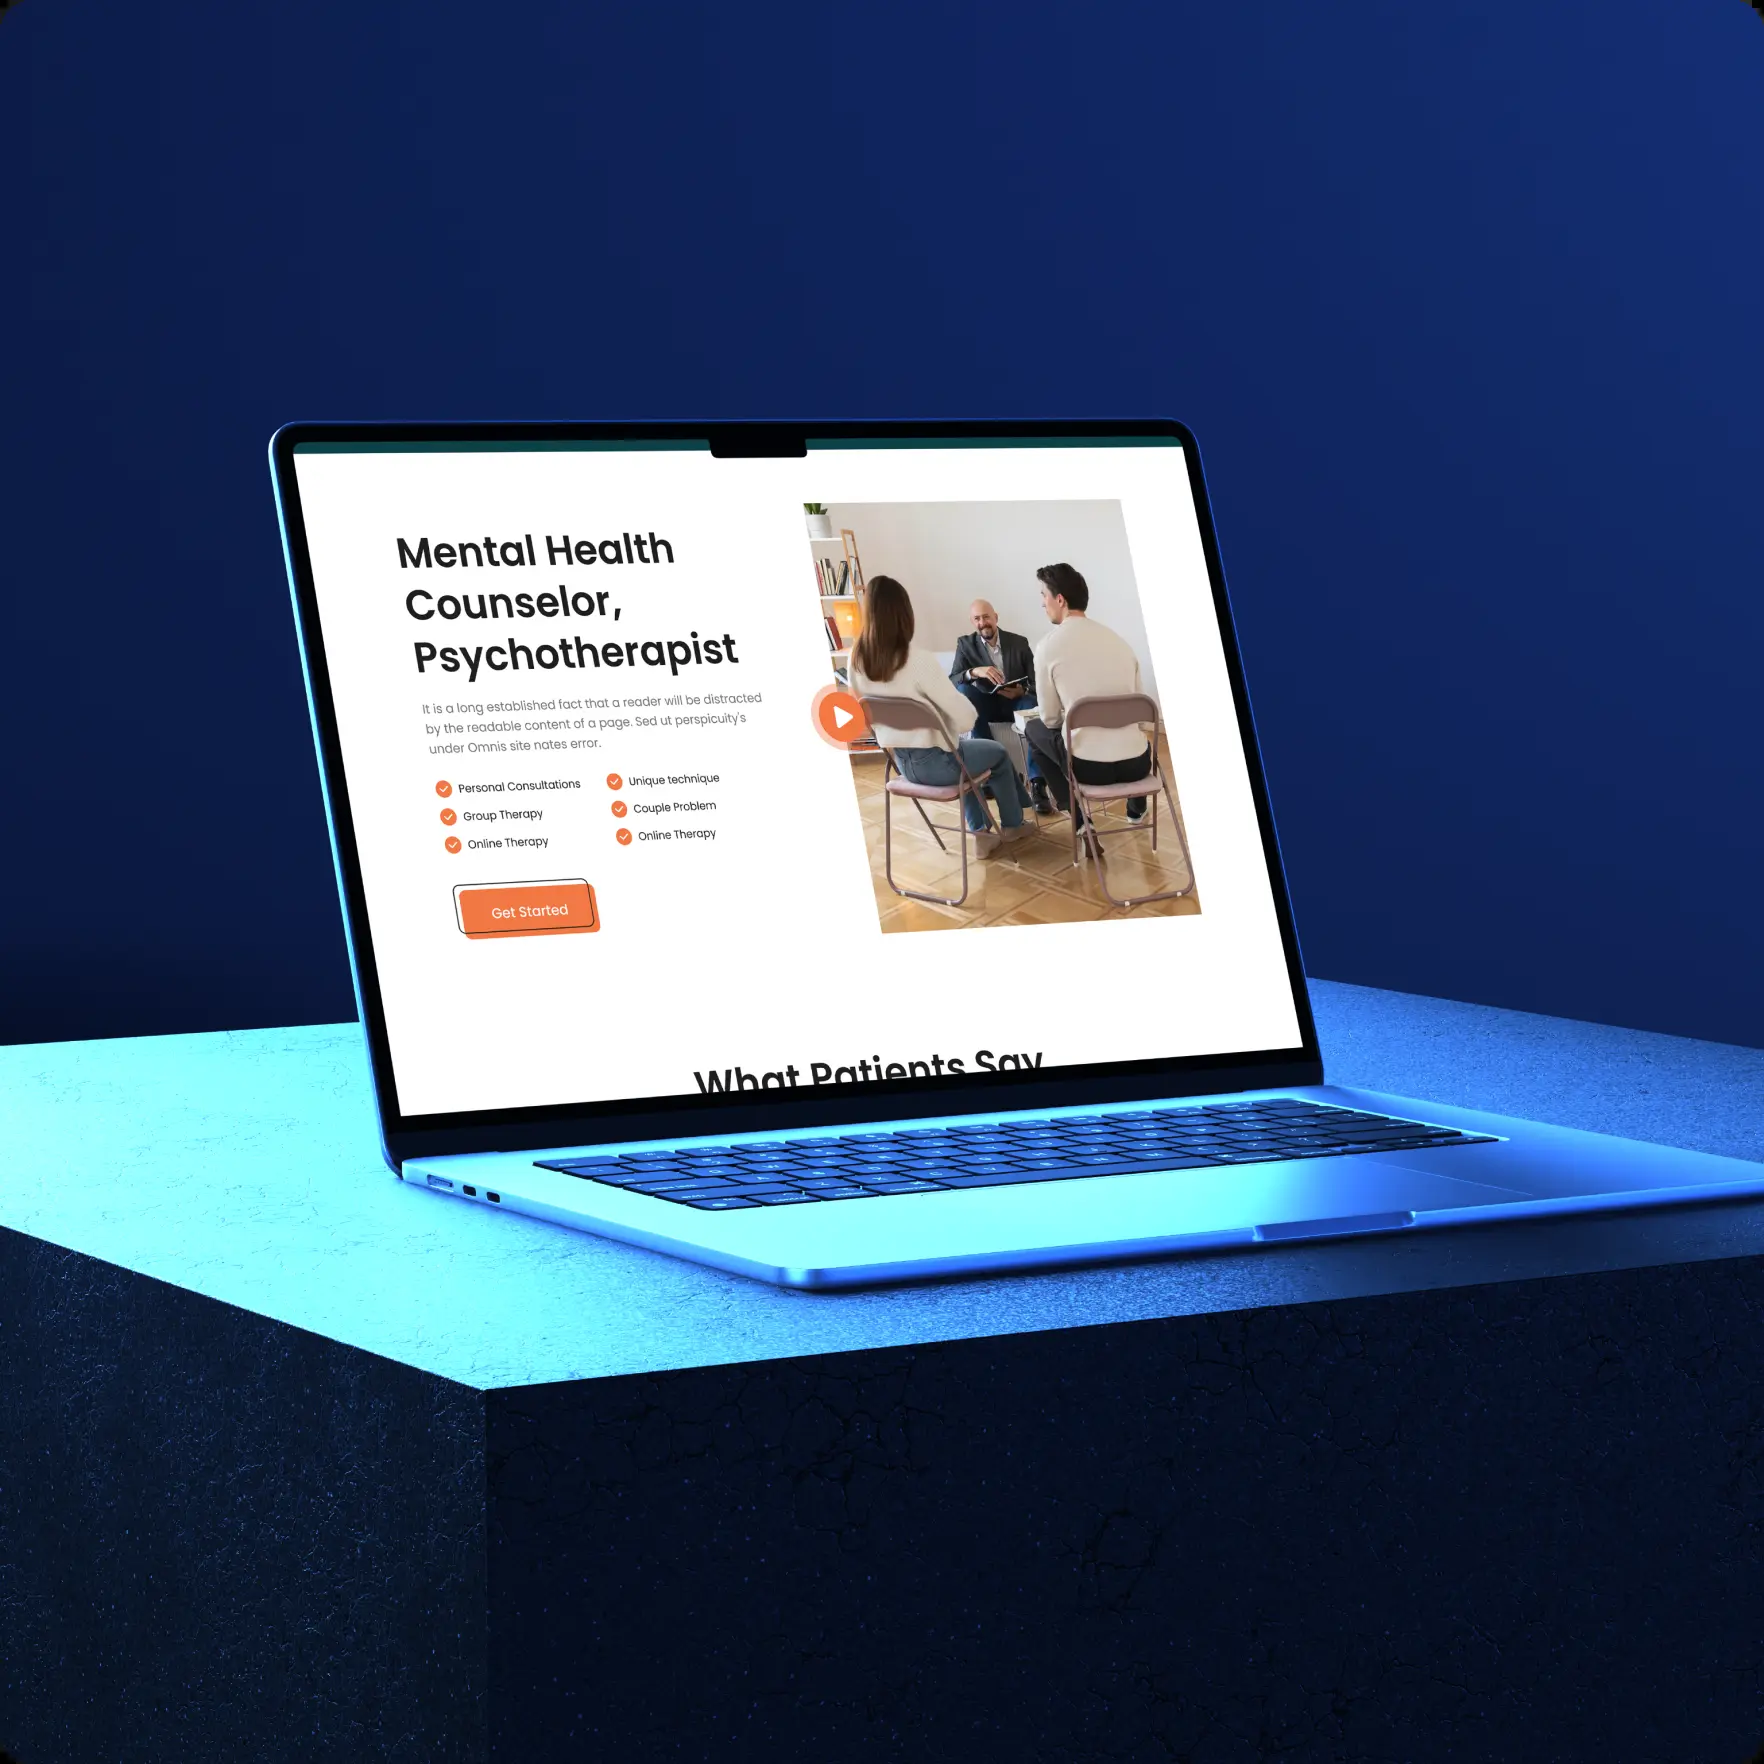 Mental Health
Counselor,
Psychotherapist
It is a long established fact that a reader will be distracted
by the readable content of a page. Sed ut perspicuity's
under Omnis site nates error.
Personal Consultations
Group Therapy
Online Therapy
Unique technique
Couple Problem
Online Therapy
Get Started
What Patients Say